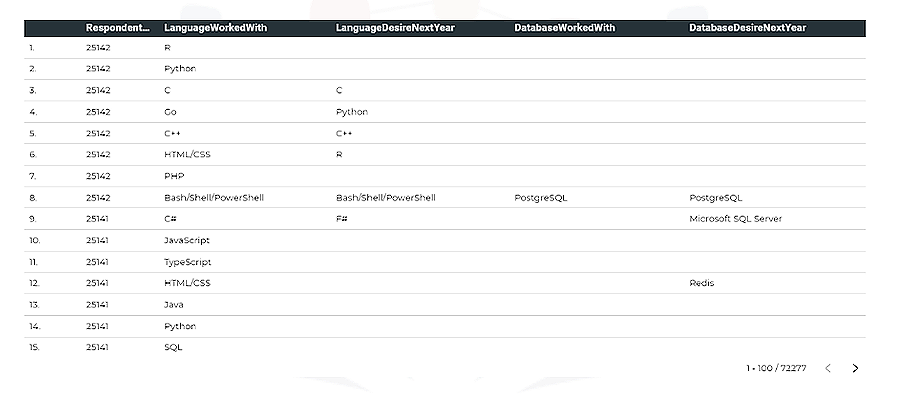 Respondent... LanguageWorkedWith LanguageDesireNextYear DatabaseWorkedWith DatabaseDesireNextYear
1. 25142 R
2. 25142 Python
3. 25142 C C
4. 25142 Go Python
5. 25142 C++ C++
6. 25142 HTML/CSS R
7. 25142 PHP
8. 25142 Bash/Shell/PowerShell Bash/Shell/PowerShell PostgreSQL PostgreSQL
9. 25141 C# F# Microsoft SQL Server
10. 25141 JavaScript
11. 25141 TypeScript
12. 25141 HTML/CSS Redis
13. 25141 Java
14. 25141 Python
15. 25141 SQL
1 - 100 / 72277 < >